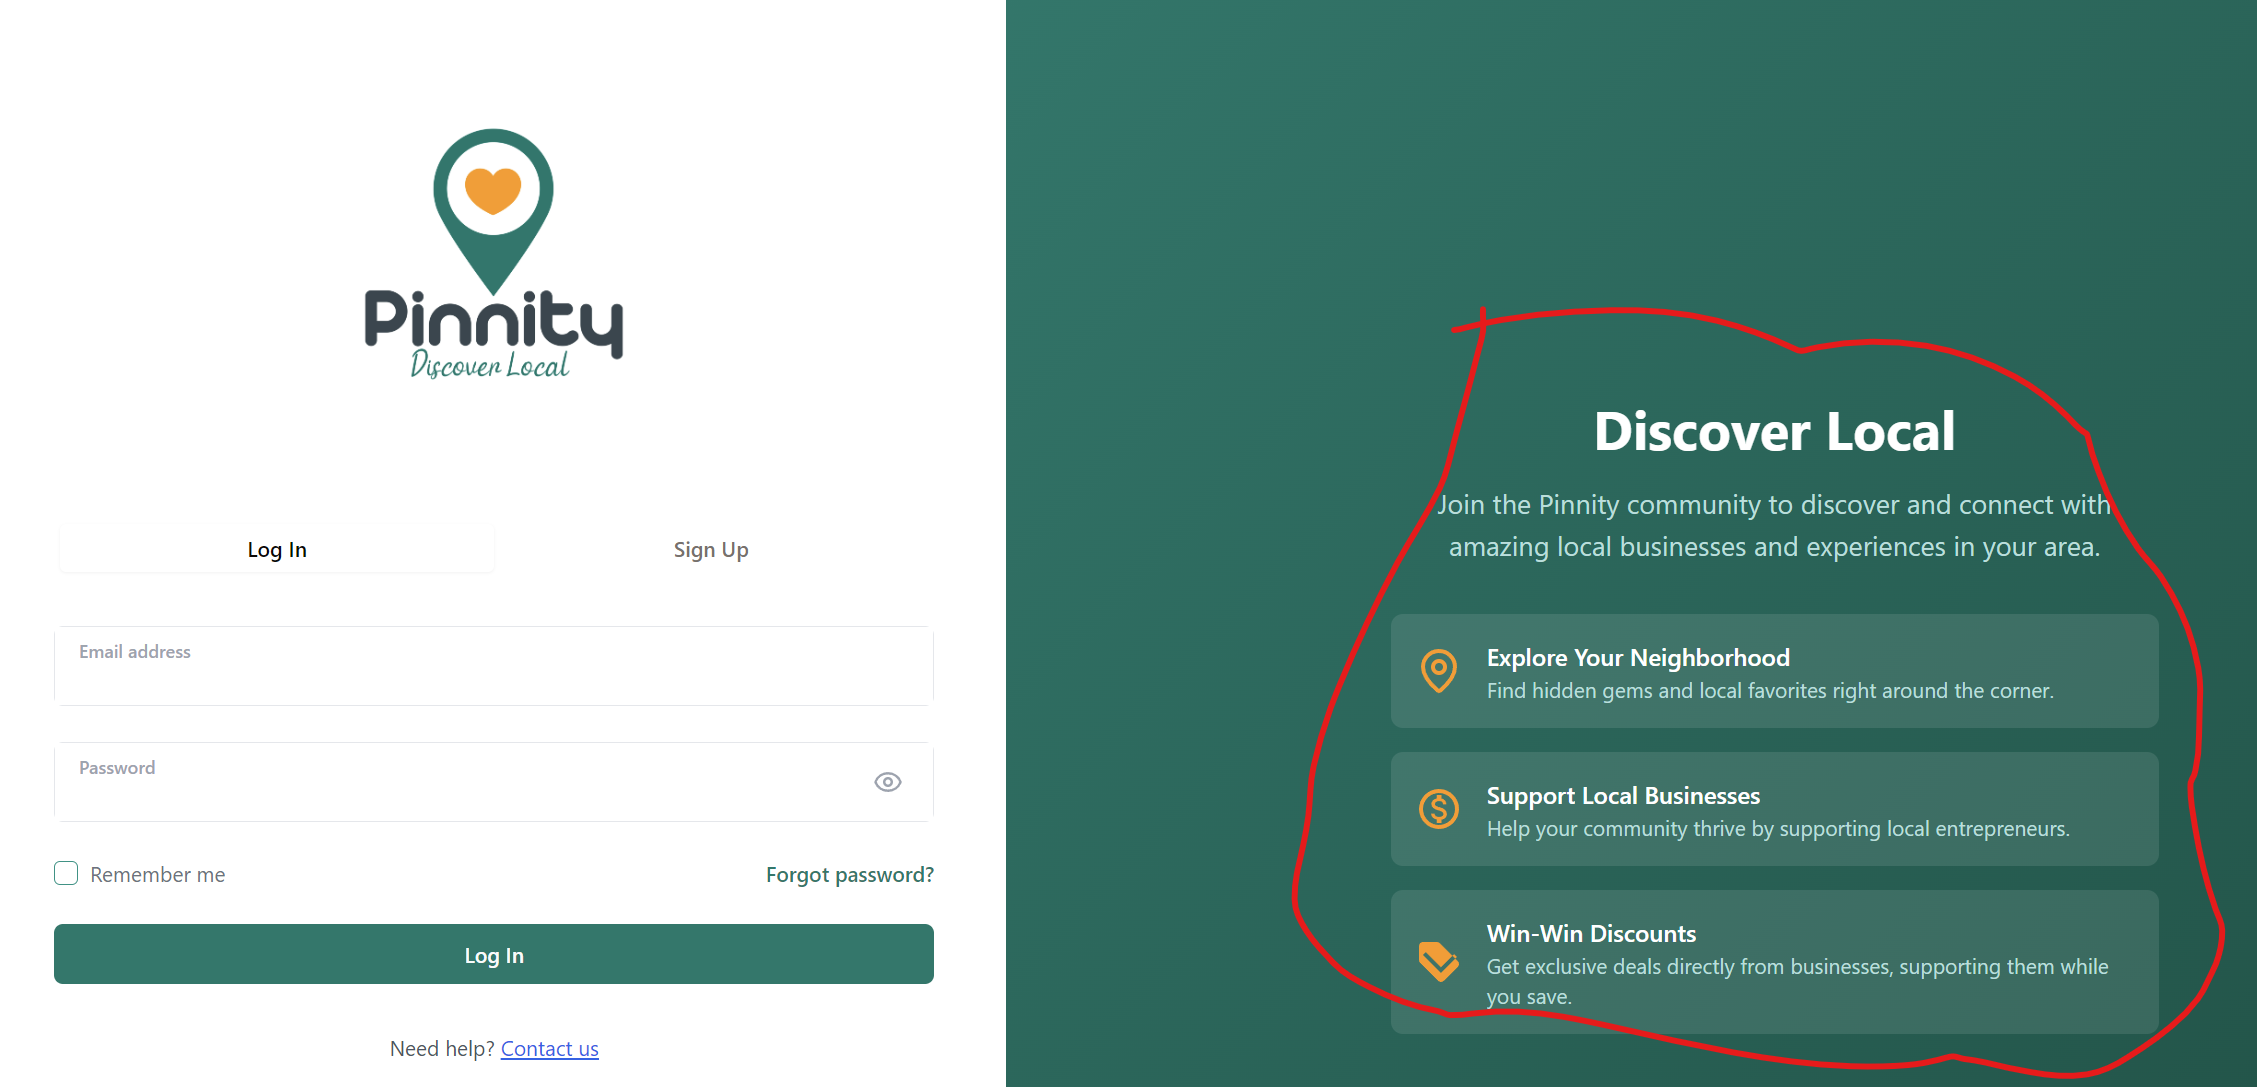 Pinnity
Discover Local
Log In
Sign Up
Email address
Password
Remember me
Forgot password?
Log In
Need help? Contact us
Discover Local
Join the Pinnity community to discover and connect with
amazing local businesses and experiences in your area.
Explore Your Neighborhood
Find hidden gems and local favorites right around the corner.
Support Local Businesses
Help your community thrive by supporting local entrepreneurs.
Win-Win Discounts
Get exclusive deals directly from businesses, supporting them while
you save.